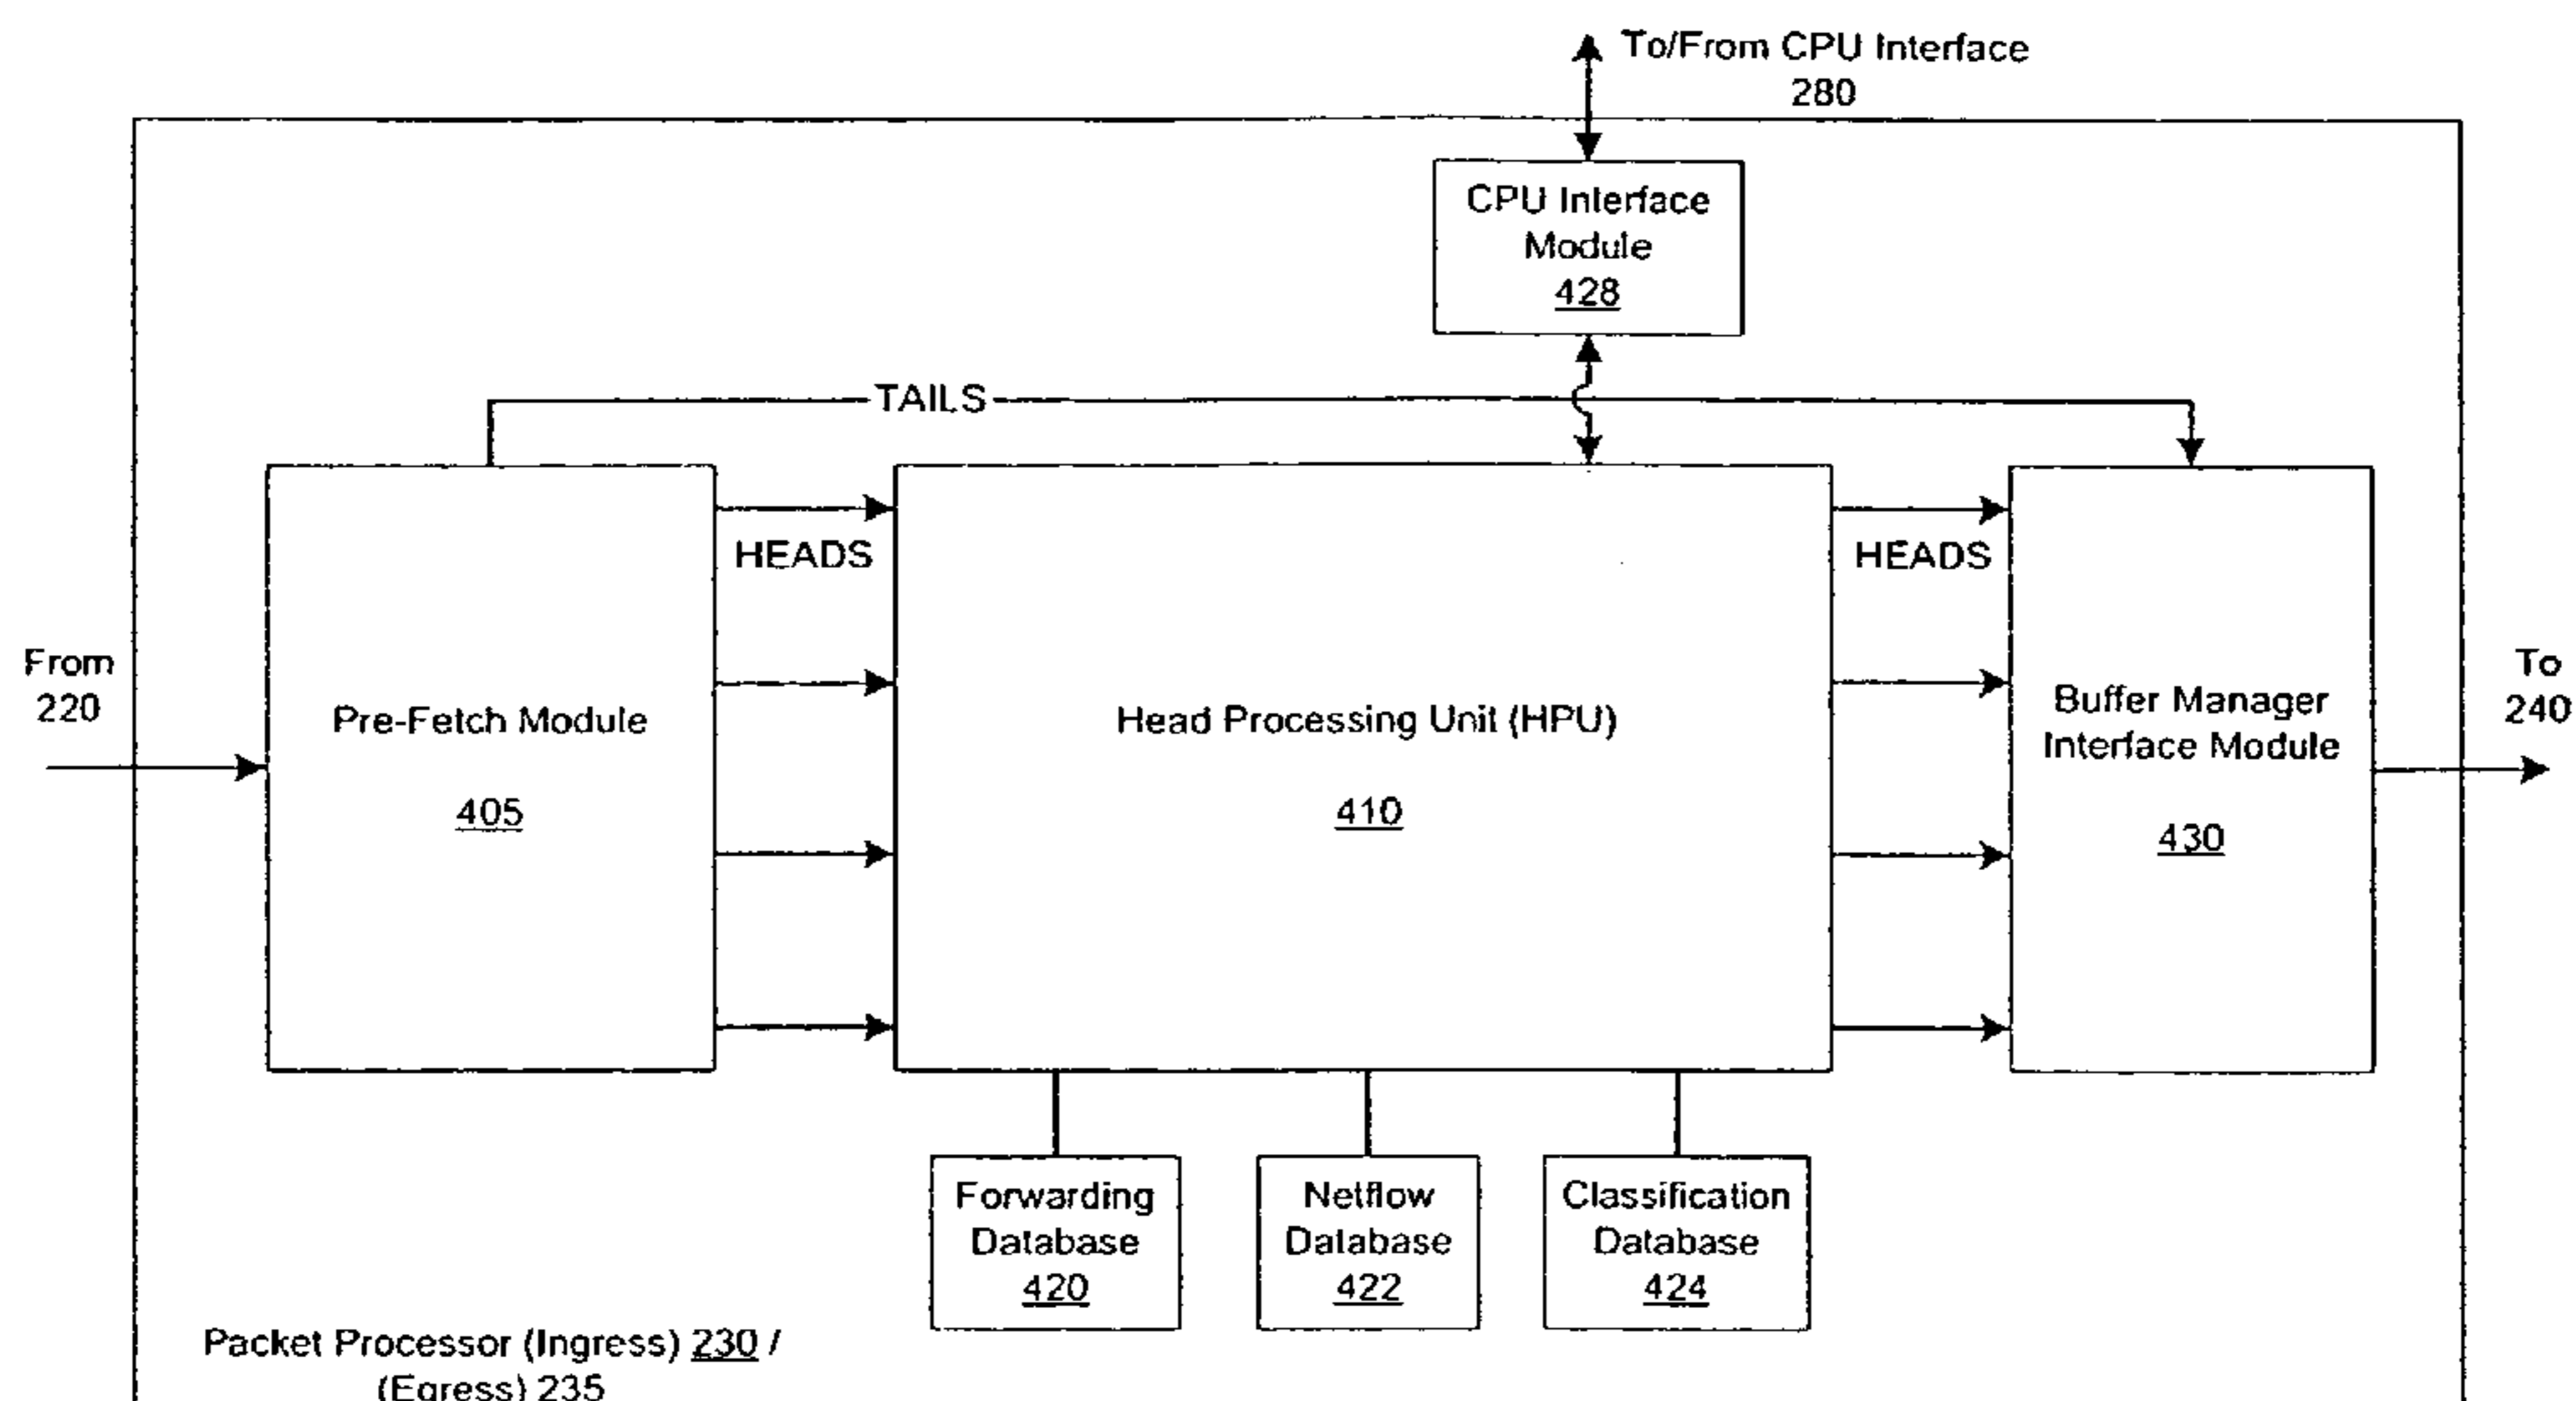 To/From CPU Interface
280
CPU Interface
Module
428
TAILS
HEADS
HEADS
From
220
Pre-Fetch Module
405
Head Processing Unit (HPU)
410
Buffer Manager
Interface Module
430
To
240
Forwarding
Database
420
Netflow
Database
422
Classification
Database
424
Packet Processor (Ingress) 230 /
(Egress) 235